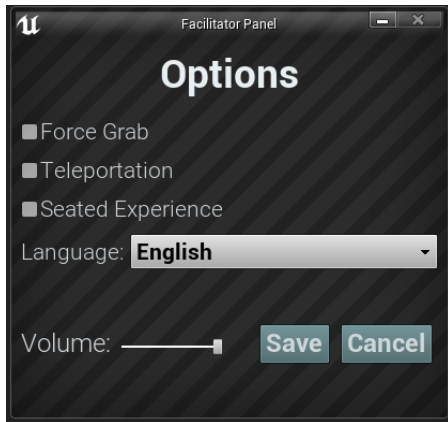 Facilitator Panel
Options
Force Grab
Teleportation
Seated Experience
Language: English
Volume: Save Cancel